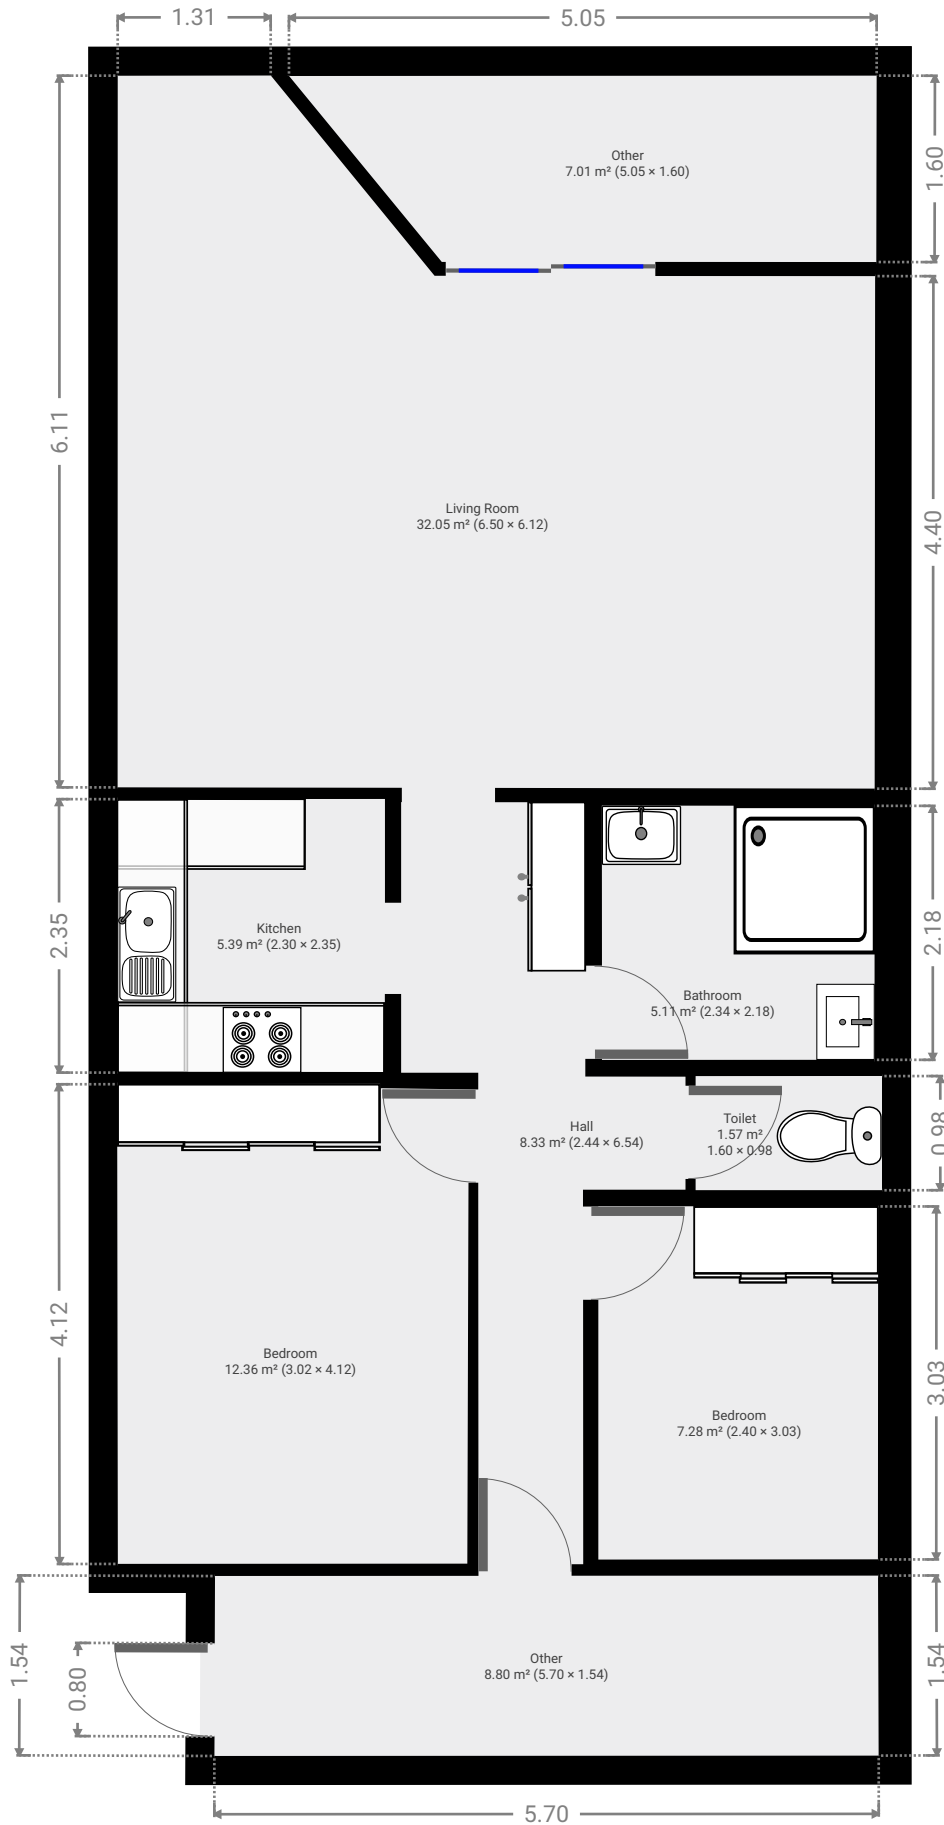 1.31
5.05
Other
7.01 m² (5.05 × 1.60)
1.60
6.11
Living Room
32.05 m² (6.50 × 6.12)
4.40
2.35
Kitchen
5.39 m² (2.30 × 2.35)
2.18
Bathroom
5.11 m² (2.34 × 2.18)
Hall
8.33 m² (2.44 × 6.54)
Toilet
1.57 m²
1.60 × 0.98
0.98
4.12
Bedroom
12.36 m² (3.02 × 4.12)
3.03
Bedroom
7.28 m² (2.40 × 3.03)
1.54
0.80
Other
8.80 m² (5.70 × 1.54)
1.54
5.70